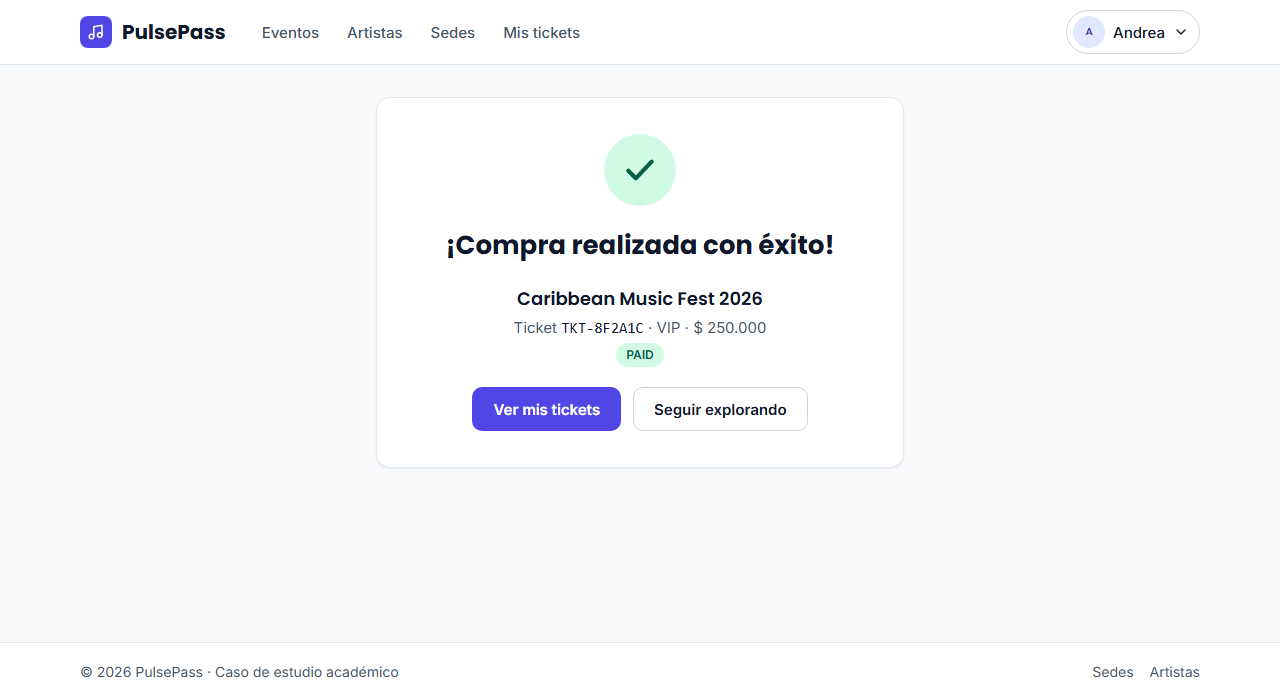 PulsePass Eventos Artistas Sedes Mis tickets A Andrea
¡Compra realizada con éxito!
Caribbean Music Fest 2026
Ticket TKT-8F2A1C · VIP · $ 250.000
PAID
Ver mis tickets Seguir explorando
© 2026 PulsePass · Caso de estudio académico Sedes Artistas